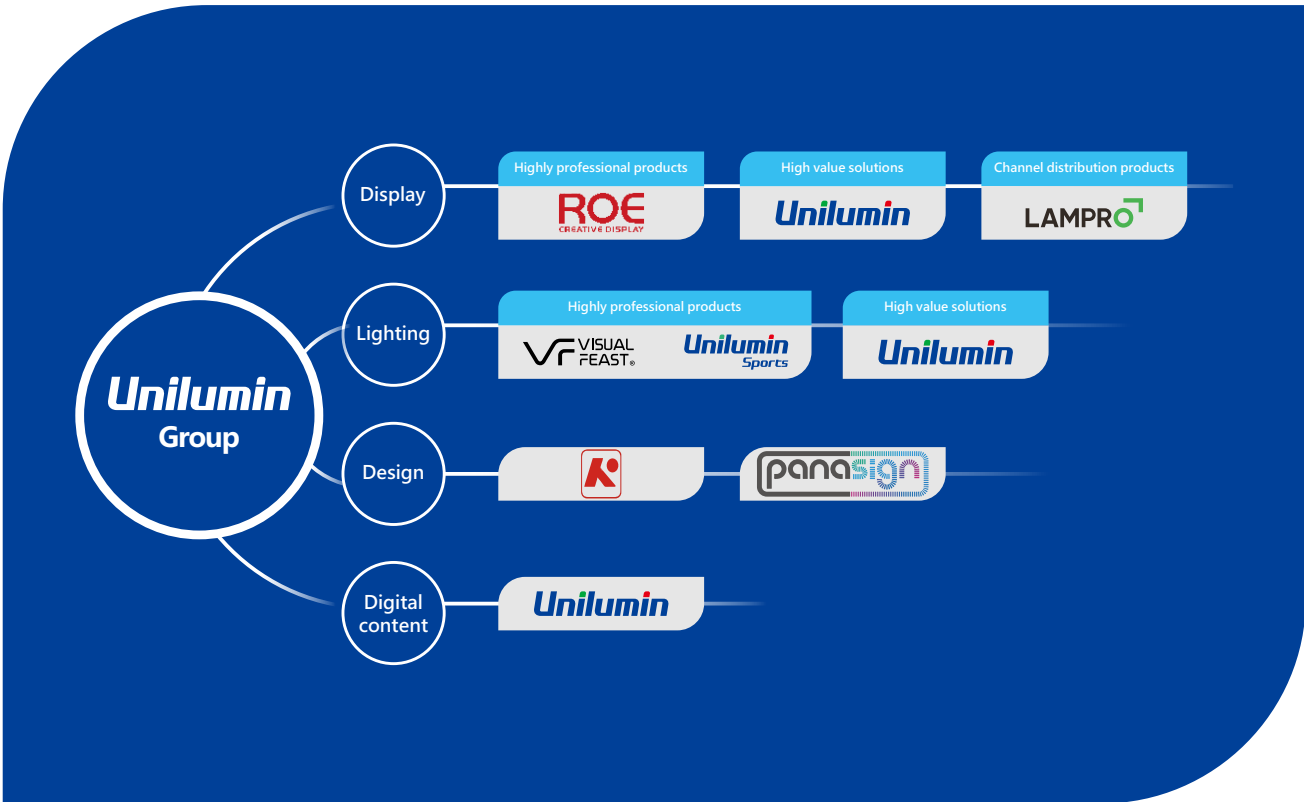 Unilumin
Group
Display
Highly professional products
ROE
CREATIVE DISPLAY
High value solutions
Unilumin
Channel distribution products
LAMPRO
Lighting
Highly professional products
VF VISUAL
FEAST®
Unilumin
Sports
High value solutions
Unilumin
Design
K
panasign
Digital
content
Unilumin